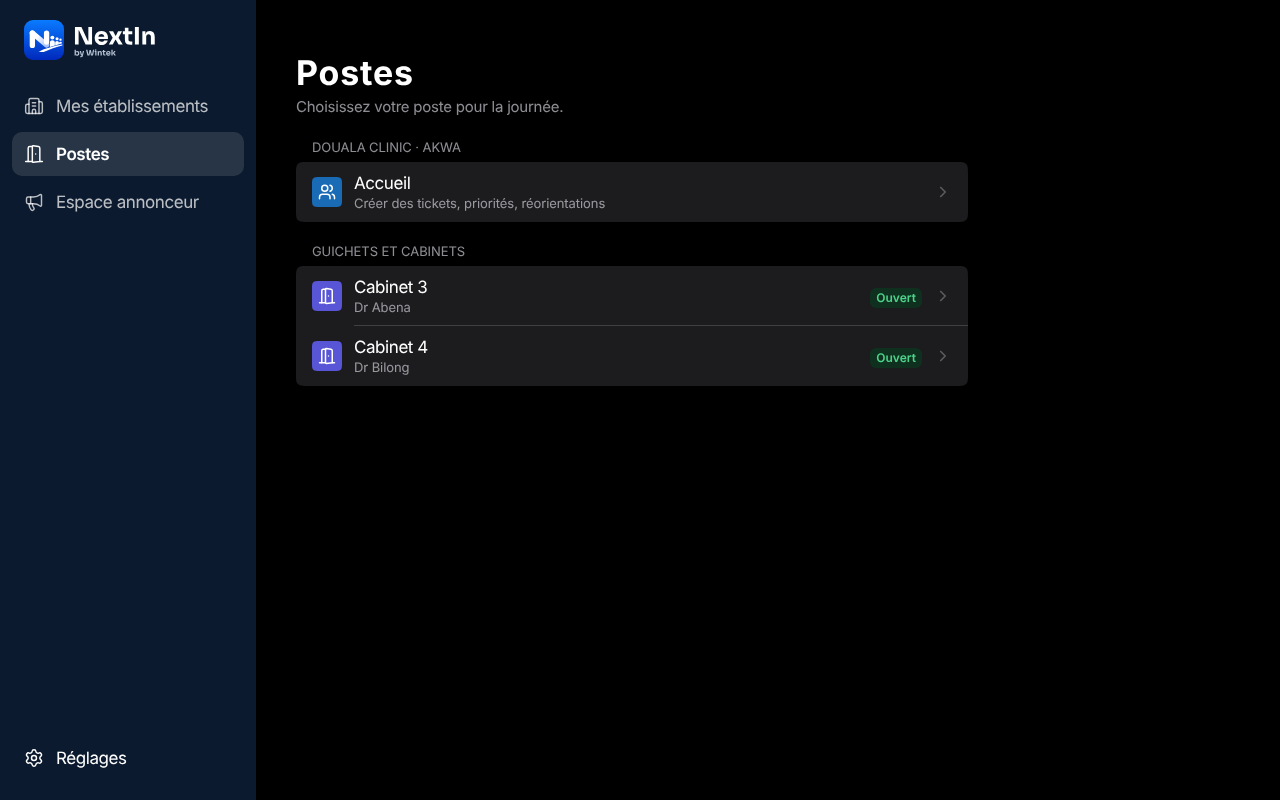 NextIn
by Wintek
Mes établissements
Postes
Espace annonceur
Réglages
Postes
Choisissez votre poste pour la journée.
DOUALA CLINIC · AKWA
Accueil
Créer des tickets, priorités, réorientations
GUICHETS ET CABINETS
Cabinet 3
Dr Abena
Ouvert
Cabinet 4
Dr Bilong
Ouvert